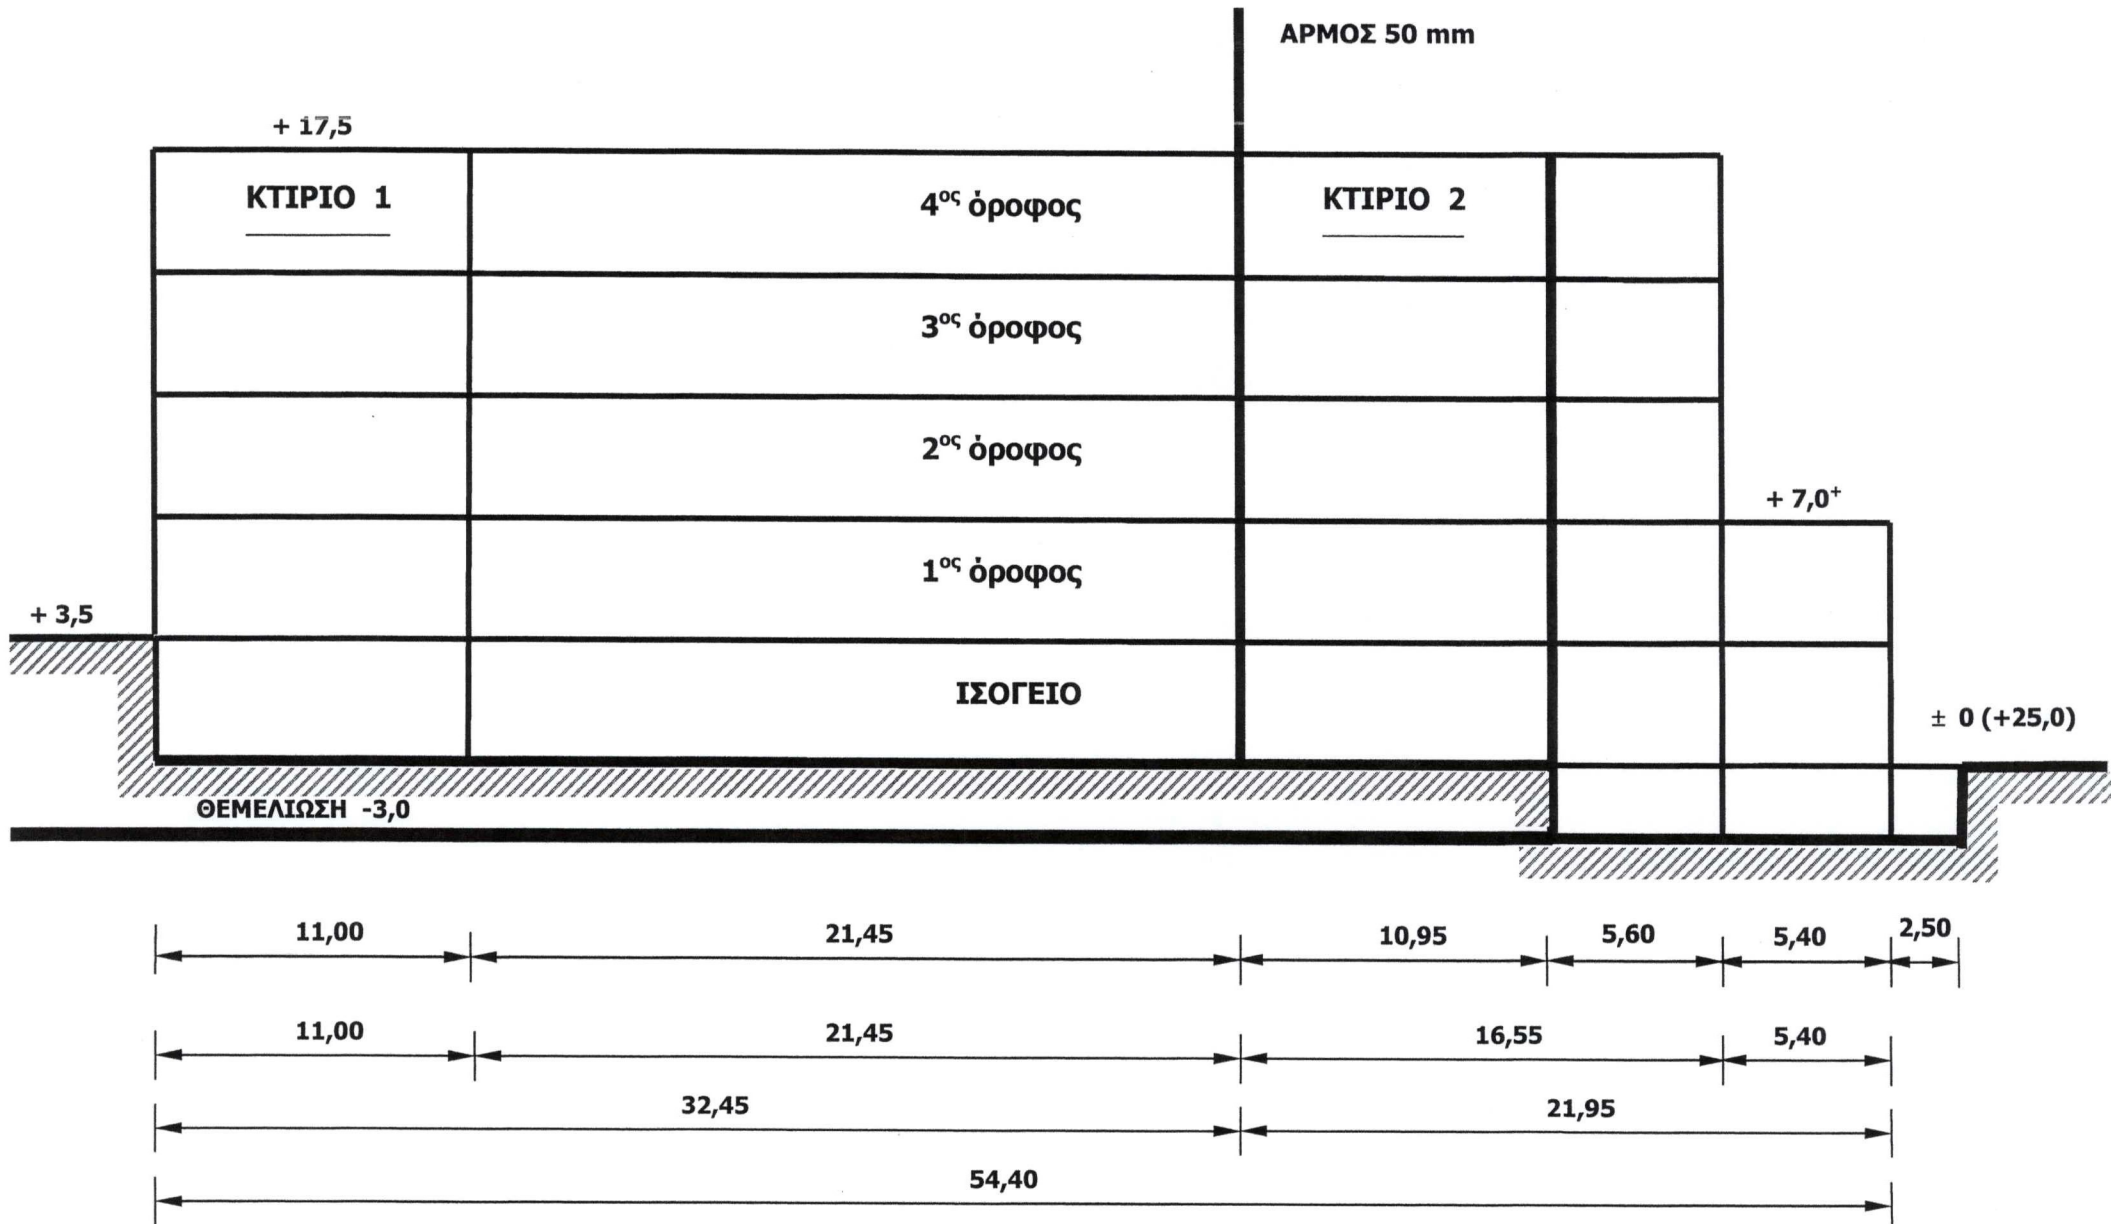 ΑΡΜΟΣ 50 mm
+ 17,5
ΚΤΙΡΙΟ 1
4ος όροφος
ΚΤΙΡΙΟ 2
3ος όροφος
2ος όροφος
+ 7,0+
1ος όροφος
+ 3,5
ΙΣΟΓΕΙΟ
± 0 (+25,0)
ΘΕΜΕΛΙΩΣΗ -3,0
11,00 21,45 10,95 5,60 5,40 2,50
11,00 21,45 16,55 5,40
32,45 21,95
54,40